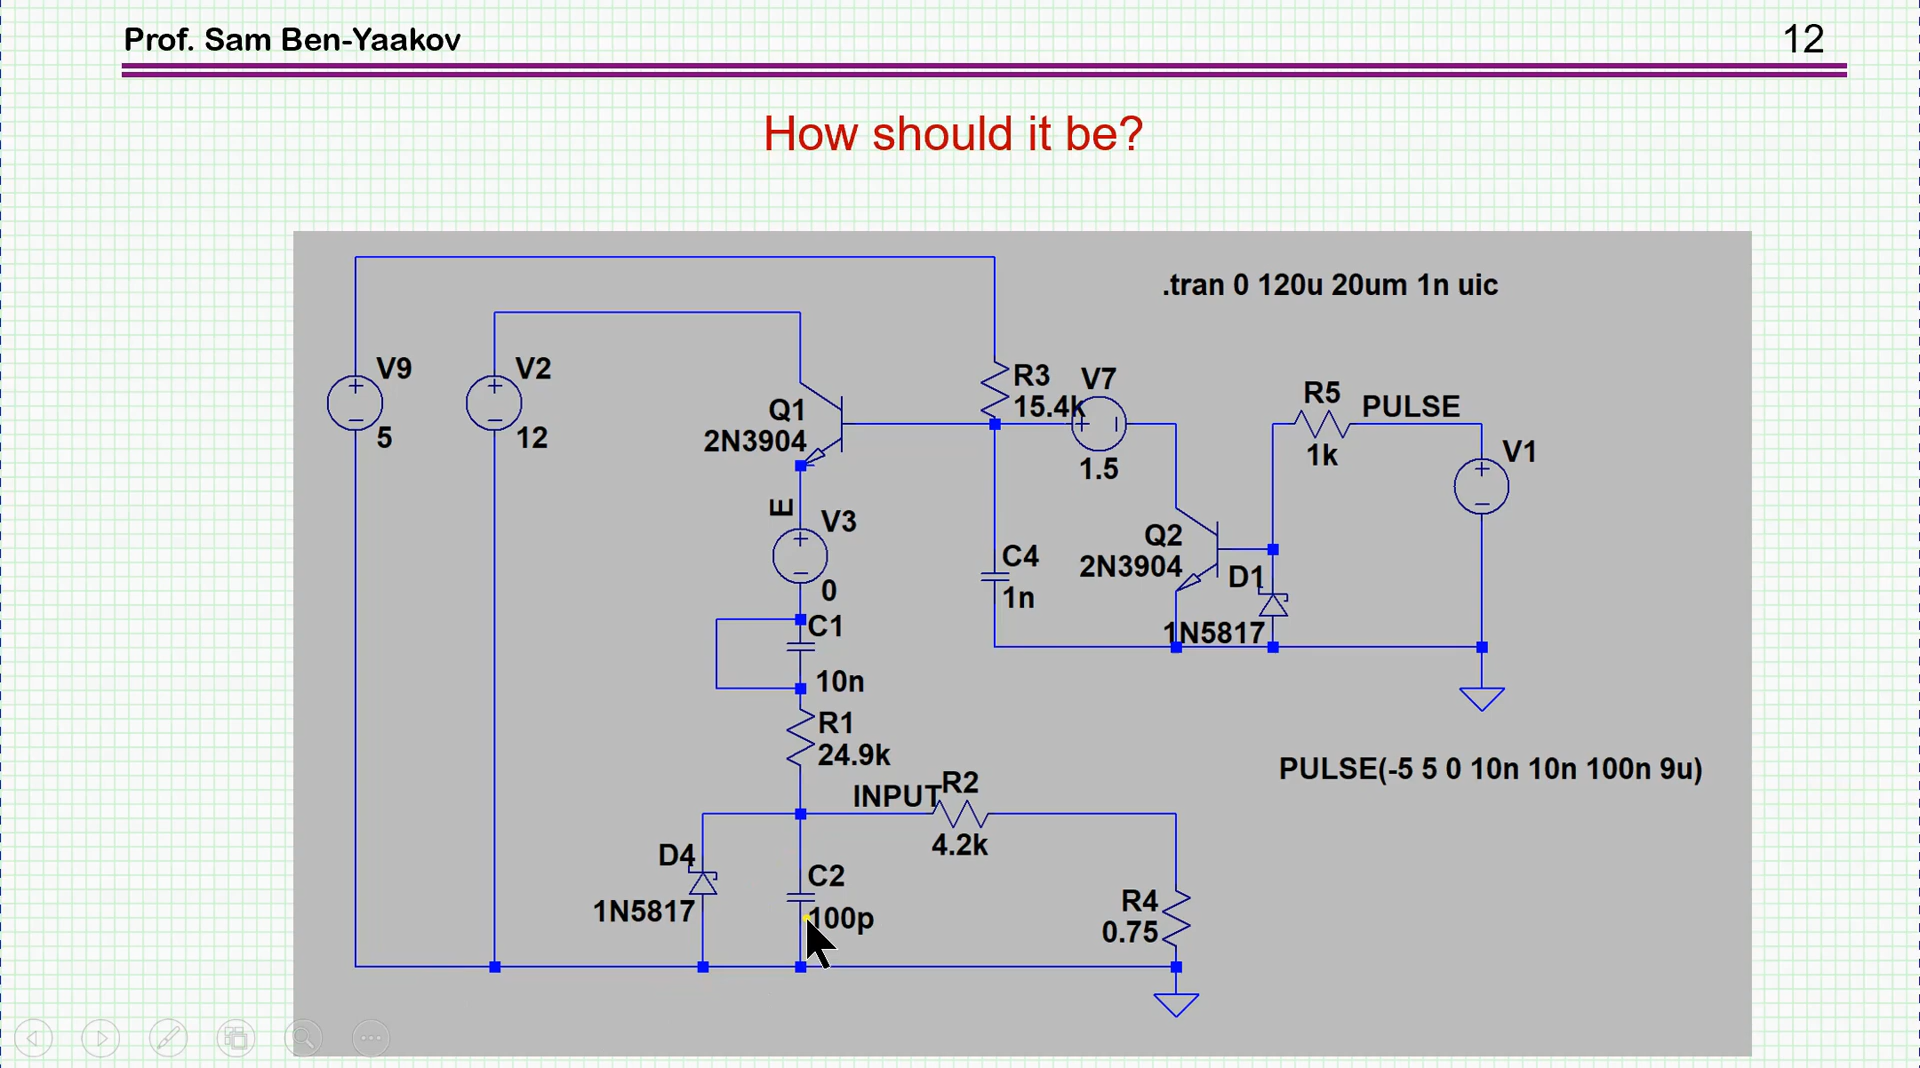 Prof. Sam Ben-Yaakov
12
How should it be?
.tran 0 120u 20um 1n uic
V9
5
V2
12
Q1
2N3904
R3
15.4k
V7
1.5
R5
1k
PULSE
V1
E
V3
0
C4
1n
Q2
2N3904
D1
1N5817
C1
10n
R1
24.9k
PULSE(-5 5 0 10n 10n 100n 9u)
INPUT
R2
4.2k
D4
1N5817
C2
100p
R4
0.75